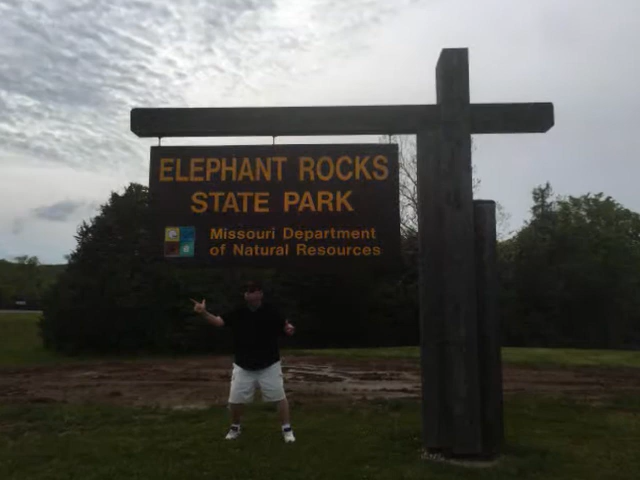 ELEPHANT ROCKS
STATE PARK
Missouri Department
of Natural Resources